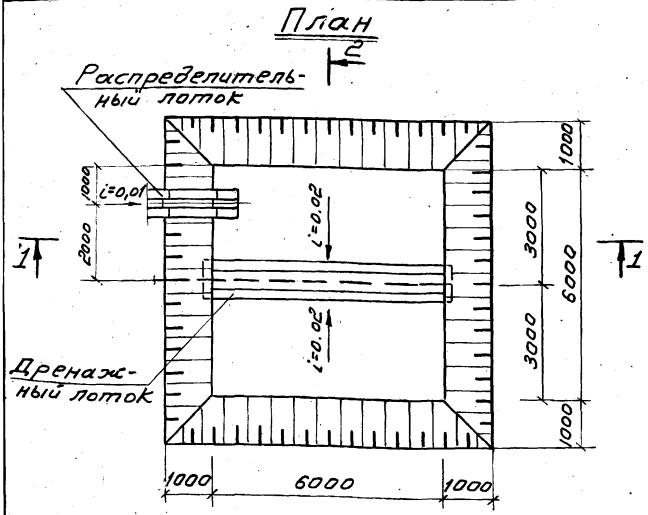 План
2
Распределитель-
ный лоток
1000
i=0,01
2000
i=0.02
1000
3000
6000
1
1
i=0.02
3000
Дренаж-
ный лоток
1000
1000
6000
1000